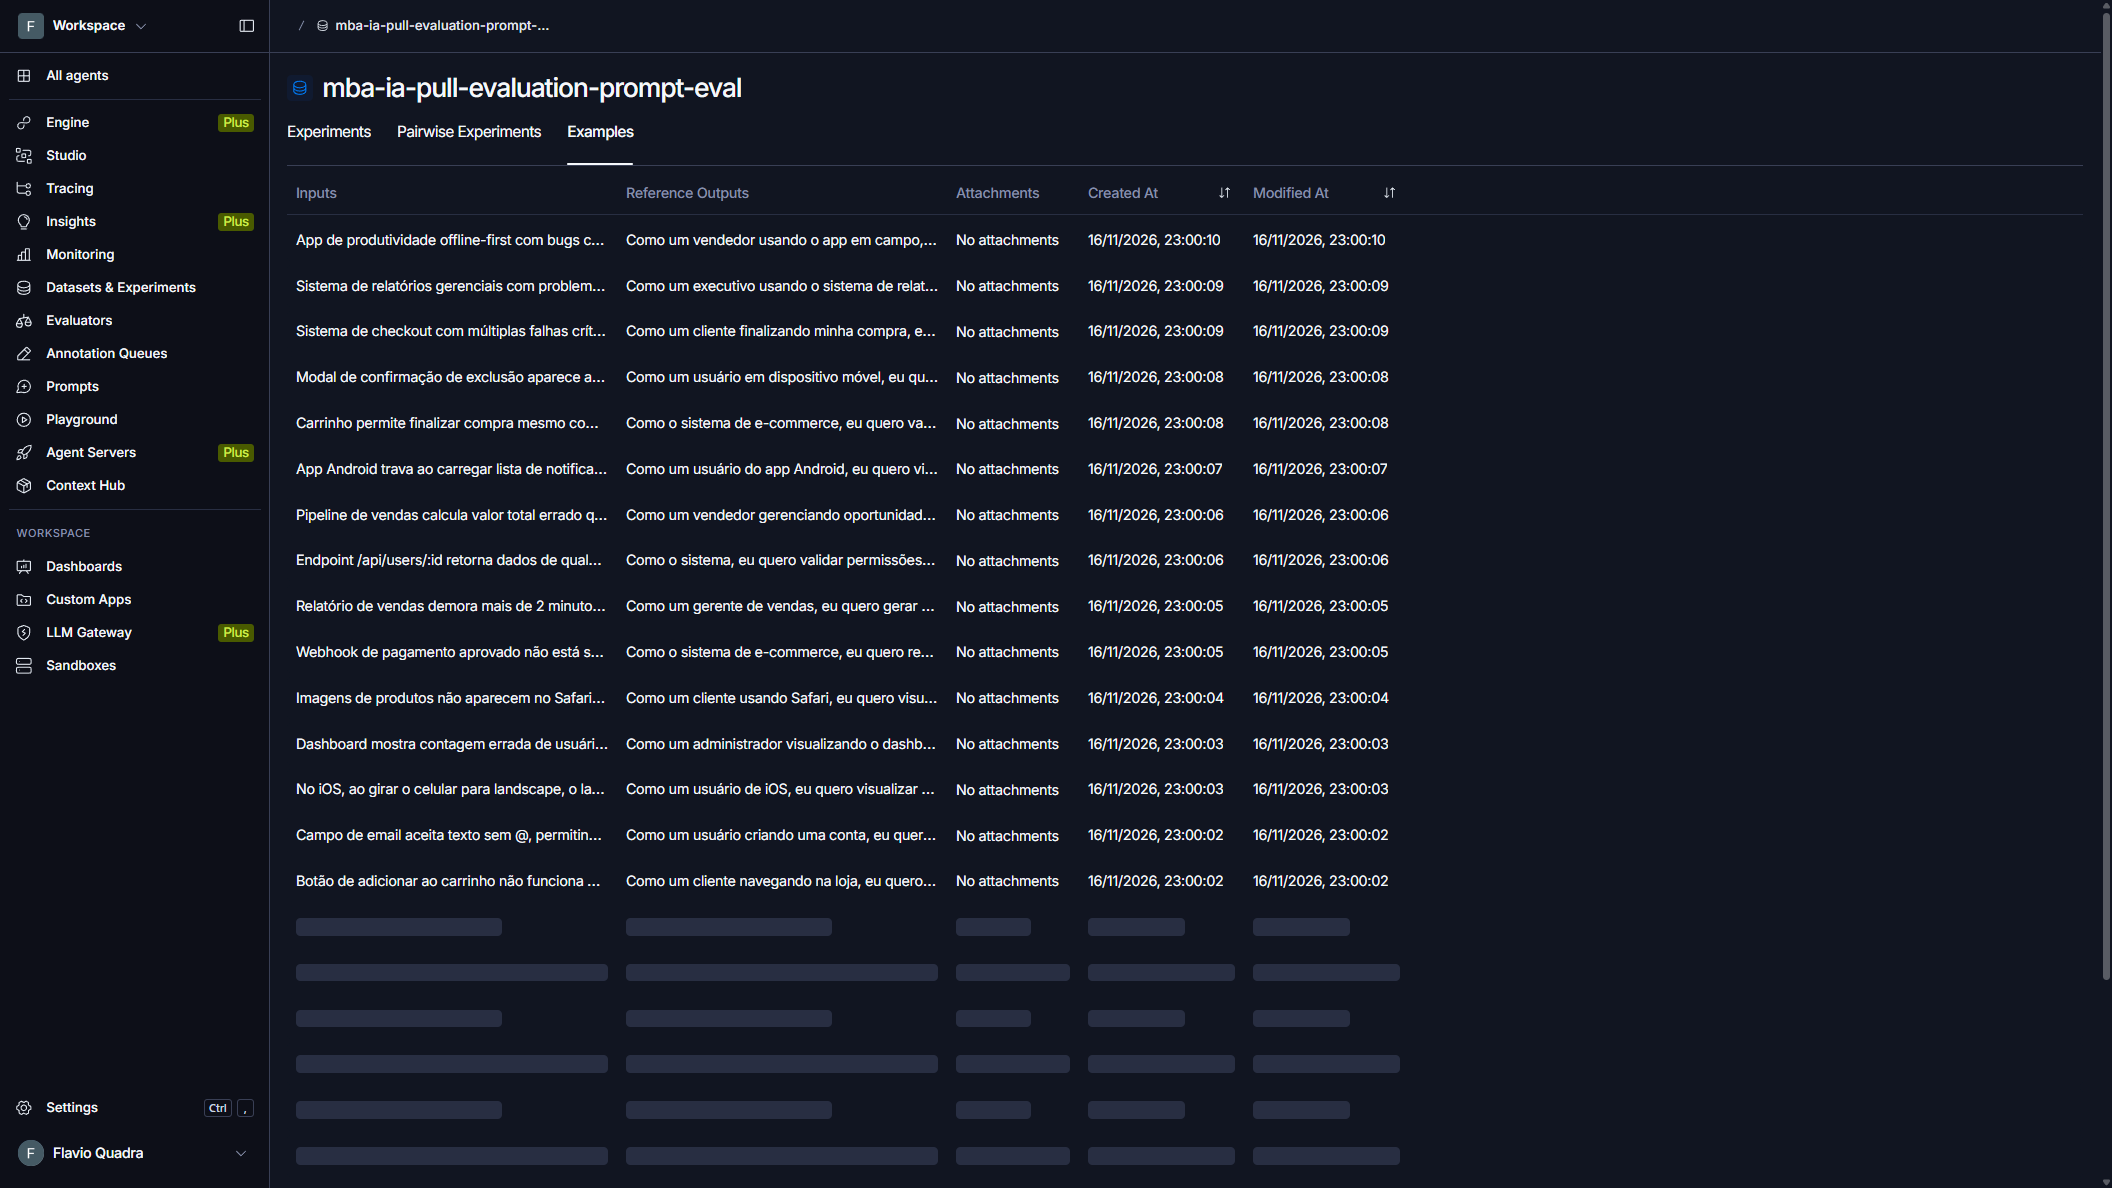 F Workspace
/ mba-ia-pull-evaluation-prompt-...
All agents
Engine Plus
Studio
Tracing
Insights Plus
Monitoring
Datasets & Experiments
Evaluators
Annotation Queues
Prompts
Playground
Agent Servers Plus
Context Hub
WORKSPACE
Dashboards
Custom Apps
LLM Gateway Plus
Sandboxes
Settings Ctrl ,
F Flavio Quadra
mba-ia-pull-evaluation-prompt-eval
Experiments Pairwise Experiments Examples
Inputs Reference Outputs Attachments Created At Modified At
App de produtividade offline-first com bugs c... Como um vendedor usando o app em campo,... No attachments 16/11/2026, 23:00:10 16/11/2026, 23:00:10
Sistema de relatórios gerenciais com problem... Como um executivo usando o sistema de relat... No attachments 16/11/2026, 23:00:09 16/11/2026, 23:00:09
Sistema de checkout com múltiplas falhas crít... Como um cliente finalizando minha compra, e... No attachments 16/11/2026, 23:00:09 16/11/2026, 23:00:09
Modal de confirmação de exclusão aparece a... Como um usuário em dispositivo móvel, eu qu... No attachments 16/11/2026, 23:00:08 16/11/2026, 23:00:08
Carrinho permite finalizar compra mesmo co... Como o sistema de e-commerce, eu quero va... No attachments 16/11/2026, 23:00:08 16/11/2026, 23:00:08
App Android trava ao carregar lista de notifica... Como um usuário do app Android, eu quero vi... No attachments 16/11/2026, 23:00:07 16/11/2026, 23:00:07
Pipeline de vendas calcula valor total errado q... Como um vendedor gerenciando oportunidad... No attachments 16/11/2026, 23:00:06 16/11/2026, 23:00:06
Endpoint /api/users/:id retorna dados de qual... Como o sistema, eu quero validar permissões... No attachments 16/11/2026, 23:00:06 16/11/2026, 23:00:06
Relatório de vendas demora mais de 2 minuto... Como um gerente de vendas, eu quero gerar ... No attachments 16/11/2026, 23:00:05 16/11/2026, 23:00:05
Webhook de pagamento aprovado não está s... Como o sistema de e-commerce, eu quero re... No attachments 16/11/2026, 23:00:05 16/11/2026, 23:00:05
Imagens de produtos não aparecem no Safari... Como um cliente usando Safari, eu quero visu... No attachments 16/11/2026, 23:00:04 16/11/2026, 23:00:04
Dashboard mostra contagem errada de usuári... Como um administrador visualizando o dashb... No attachments 16/11/2026, 23:00:03 16/11/2026, 23:00:03
No iOS, ao girar o celular para landscape, o la... Como um usuário de iOS, eu quero visualizar ... No attachments 16/11/2026, 23:00:03 16/11/2026, 23:00:03
Campo de email aceita texto sem @, permitin... Como um usuário criando uma conta, eu quer... No attachments 16/11/2026, 23:00:02 16/11/2026, 23:00:02
Botão de adicionar ao carrinho não funciona ... Como um cliente navegando na loja, eu quero... No attachments 16/11/2026, 23:00:02 16/11/2026, 23:00:02